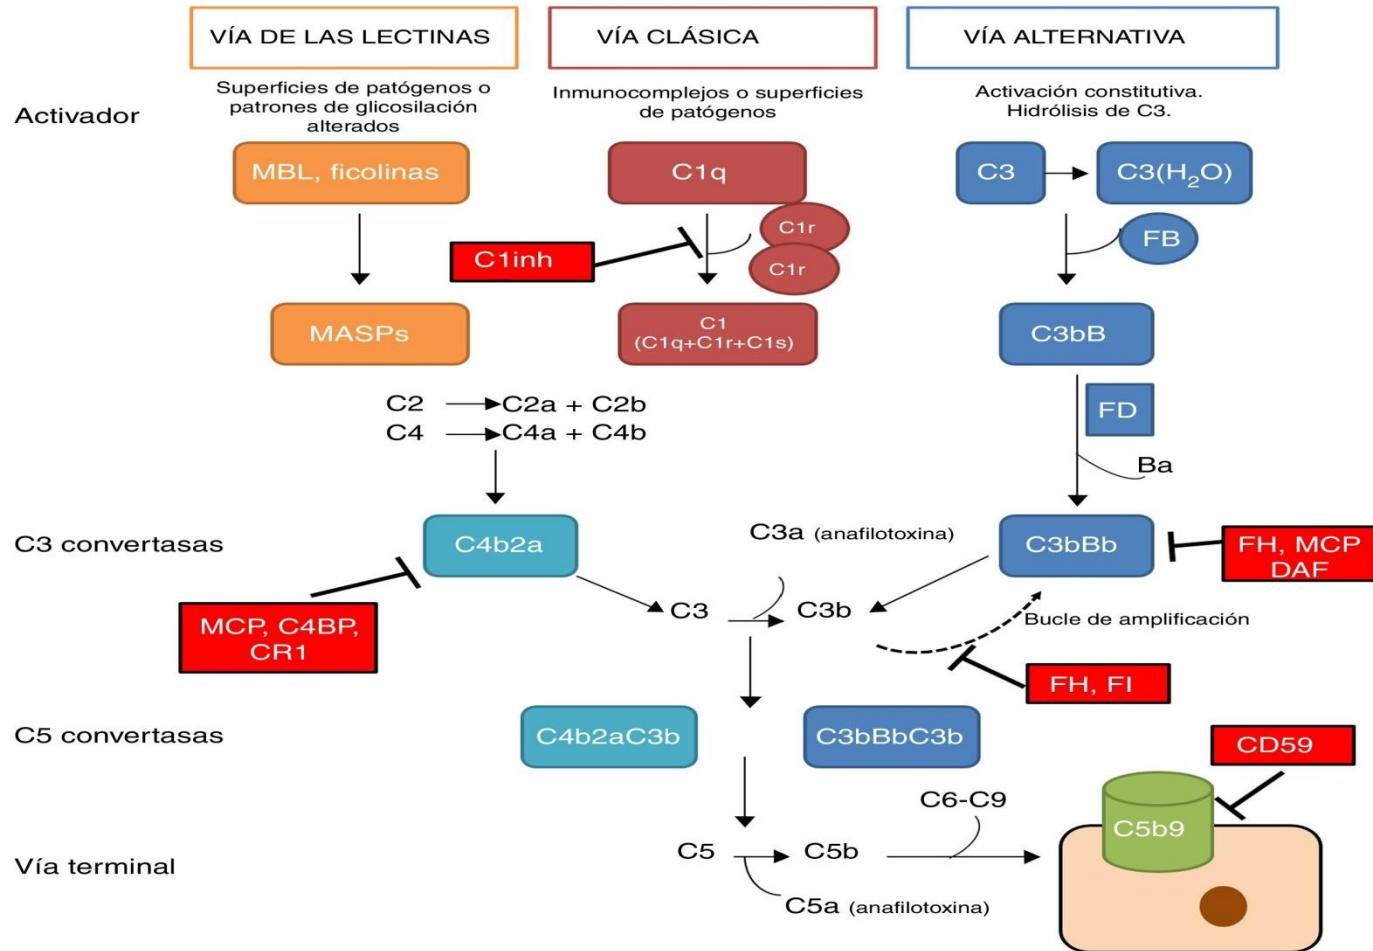 VÍA DE LAS LECTINAS
VÍA CLÁSICA
VÍA ALTERNATIVA
Activador
Superficies de patógenos o
patrones de glicosilación
alterados
Inmunocomplejos o superficies
de patógenos
Activación constitutiva.
Hidrólisis de C3.
MBL, ficolinas
C1q
C3
C3(H₂O)
C1r
C1r
FB
C1inh
MASPs
C1
(C1q+C1r+C1s)
C3bB
C2
C2a + C2b
C4
C4a + C4b
FD
Ba
C3 convertasas
C4b2a
C3a (anafilotoxina)
C3bBb
FH, MCP
DAF
MCP, C4BP,
CR1
C3
C3b
Bucle de amplificación
FH, FI
C5 convertasas
C4b2aC3b
C3bBbC3b
CD59
C6-C9
C5b9
Vía terminal
C5
C5b
C5a (anafilotoxina)